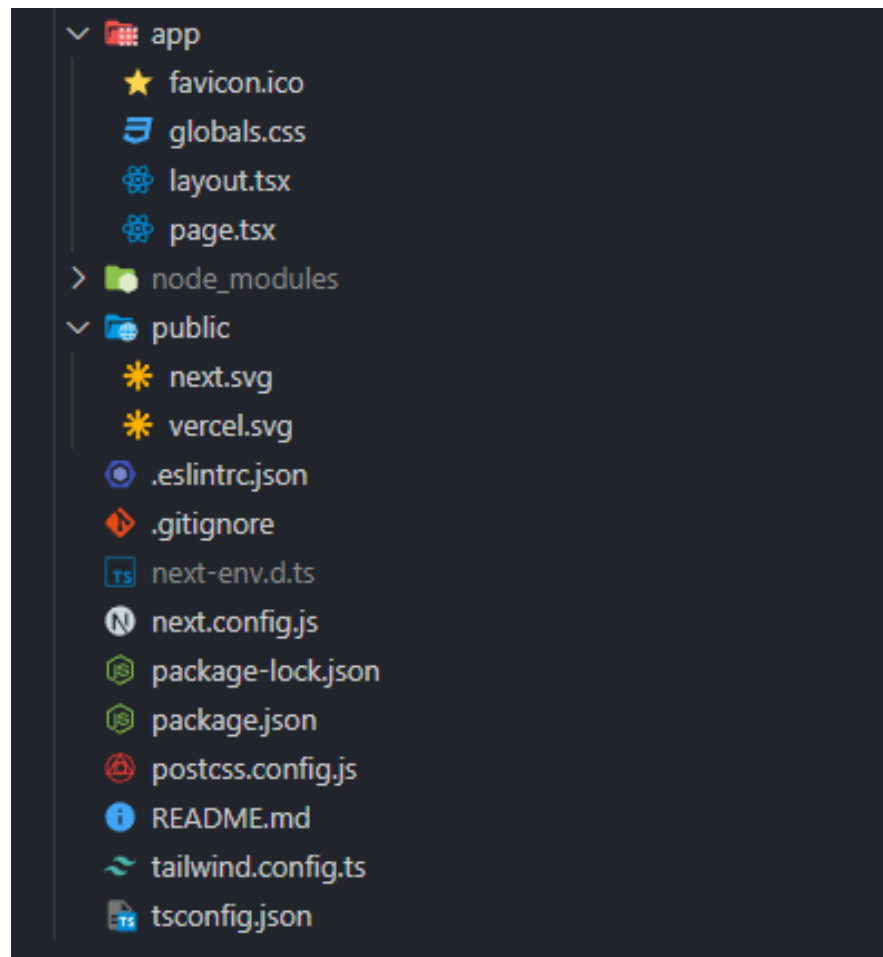 app
favicon.ico
globals.css
layout.tsx
page.tsx
node_modules
public
next.svg
vercel.svg
.eslintrc.json
.gitignore
next-env.d.ts
next.config.js
package-lock.json
package.json
postcss.config.js
README.md
tailwind.config.ts
tsconfig.json